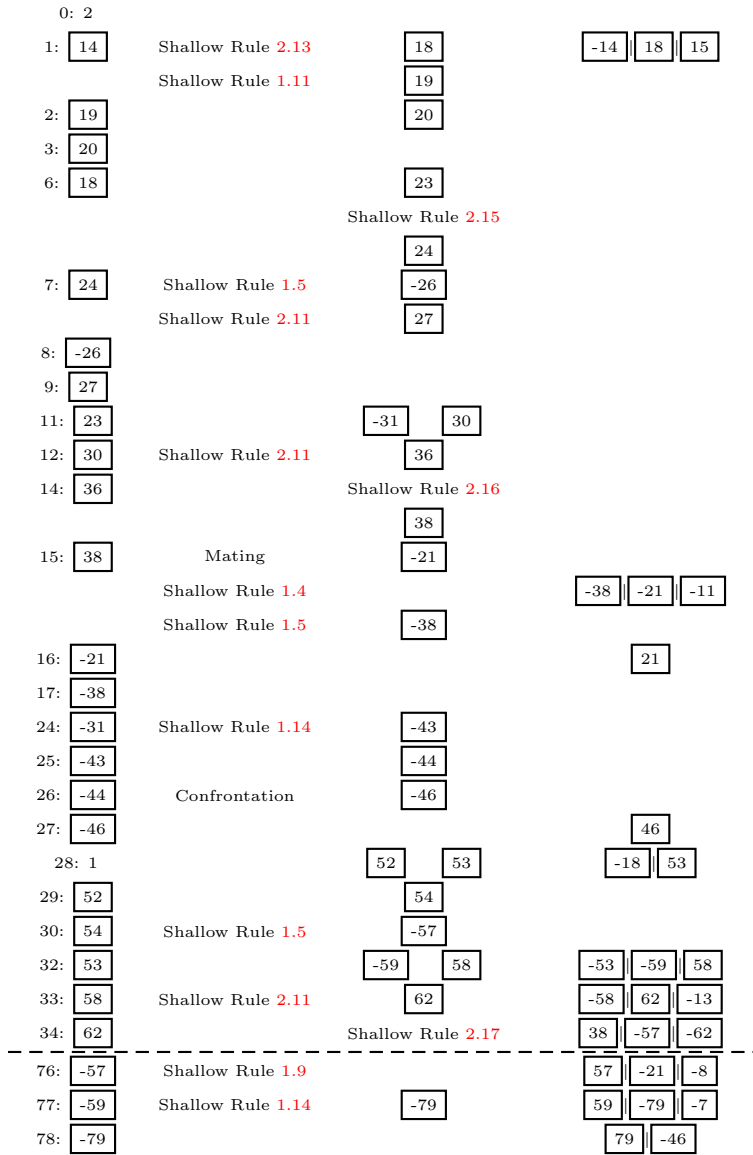 0: 2
1: 14 Shallow Rule 2.13 18 -14 | 18 | 15
Shallow Rule 1.11 19
2: 19 20
3: 20
6: 18 23
Shallow Rule 2.15
24
7: 24 Shallow Rule 1.5 -26
Shallow Rule 2.11 27
8: -26
9: 27
11: 23 -31 30
12: 30 Shallow Rule 2.11 36
14: 36 Shallow Rule 2.16
38
15: 38 Mating -21
Shallow Rule 1.4 -38 | -21 | -11
Shallow Rule 1.5 -38
16: -21 21
17: -38
24: -31 Shallow Rule 1.14 -43
25: -43 -44
26: -44 Confrontation -46
27: -46 46
28: 1 52 53 -18 | 53
29: 52 54
30: 54 Shallow Rule 1.5 -57
32: 53 -59 58 -53 | -59 | 58
33: 58 Shallow Rule 2.11 62 -58 | 62 | -13
34: 62 Shallow Rule 2.17 38 | -57 | -62
76: -57 Shallow Rule 1.9 57 | -21 | -8
77: -59 Shallow Rule 1.14 -79 59 | -79 | -7
78: -79 79 | -46